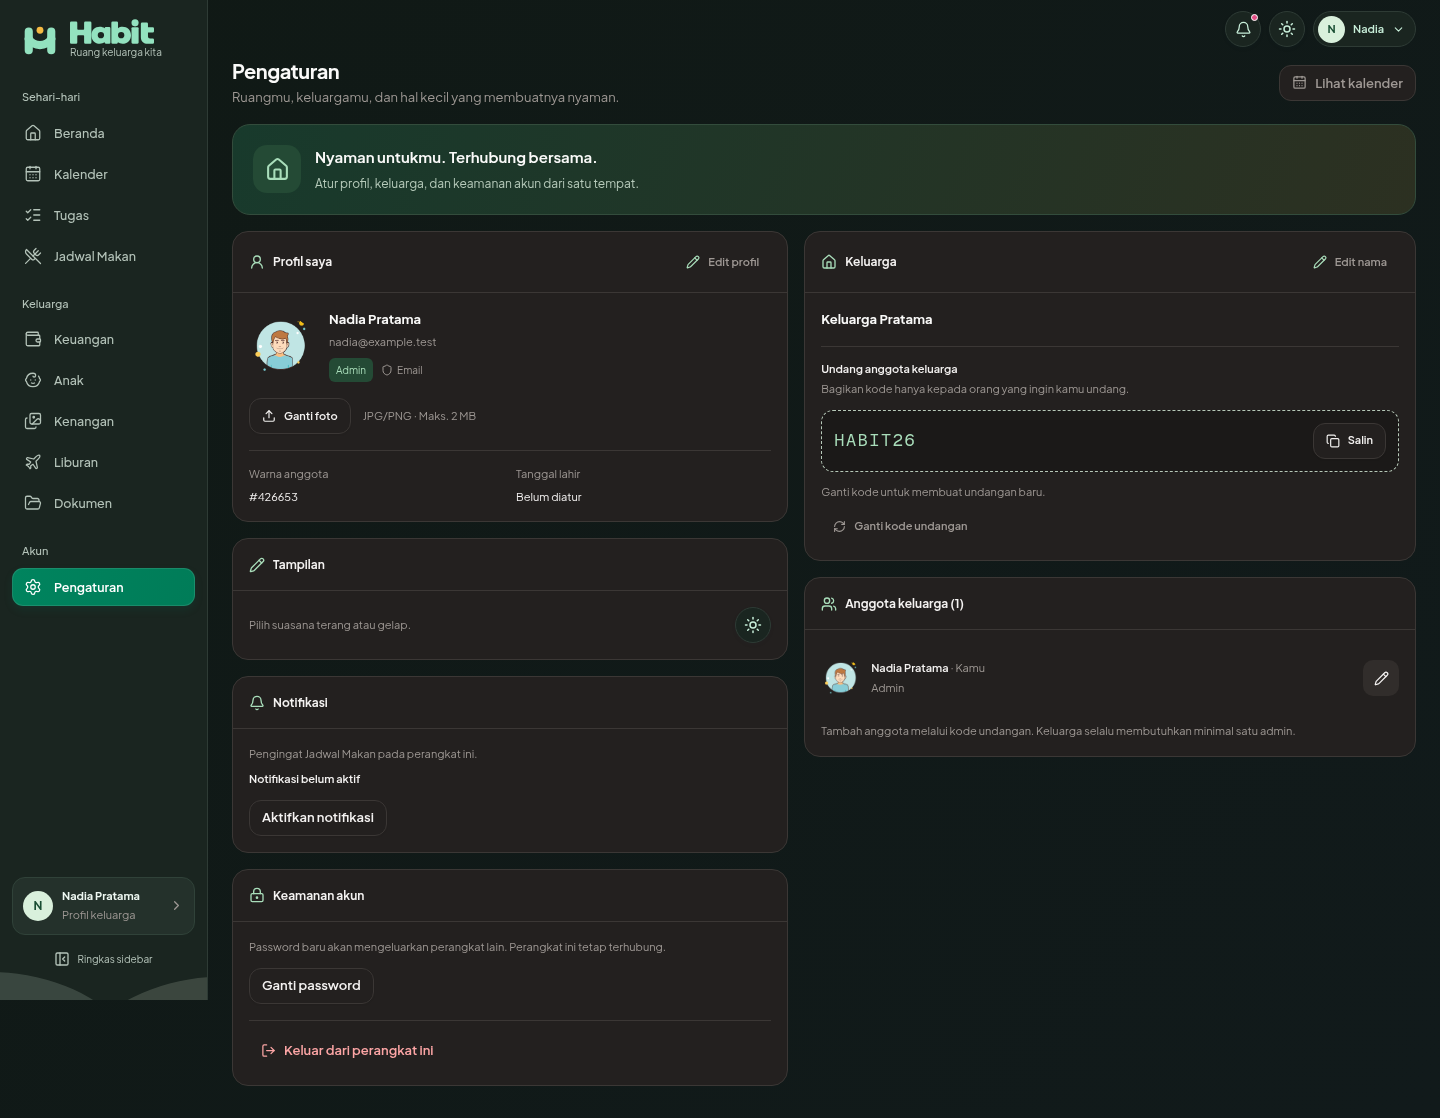 Habit
Ruang keluarga kita
Sehari-hari
Beranda
Kalender
Tugas
Jadwal Makan
Keluarga
Keuangan
Anak
Kenangan
Liburan
Dokumen
Akun
Pengaturan
N
Nadia Pratama
Profil keluarga
Ringkas sidebar
N
Nadia
Pengaturan
Ruangmu, keluargamu, dan hal kecil yang membuatnya nyaman.
Lihat kalender
Nyaman untukmu. Terhubung bersama.
Atur profil, keluarga, dan keamanan akun dari satu tempat.
Profil saya
Edit profil
Nadia Pratama
nadia@example.test
Admin
Email
Ganti foto
JPG/PNG · Maks. 2 MB
Warna anggota
Tanggal lahir
#426653
Belum diatur
Tampilan
Pilih suasana terang atau gelap.
Notifikasi
Pengingat Jadwal Makan pada perangkat ini.
Notifikasi belum aktif
Aktifkan notifikasi
Keamanan akun
Password baru akan mengeluarkan perangkat lain. Perangkat ini tetap terhubung.
Ganti password
Keluar dari perangkat ini
Keluarga
Edit nama
Keluarga Pratama
Undang anggota keluarga
Bagikan kode hanya kepada orang yang ingin kamu undang.
HABIT26
Salin
Ganti kode untuk membuat undangan baru.
Ganti kode undangan
Anggota keluarga (1)
Nadia Pratama · Kamu
Admin
Tambah anggota melalui kode undangan. Keluarga selalu membutuhkan minimal satu admin.